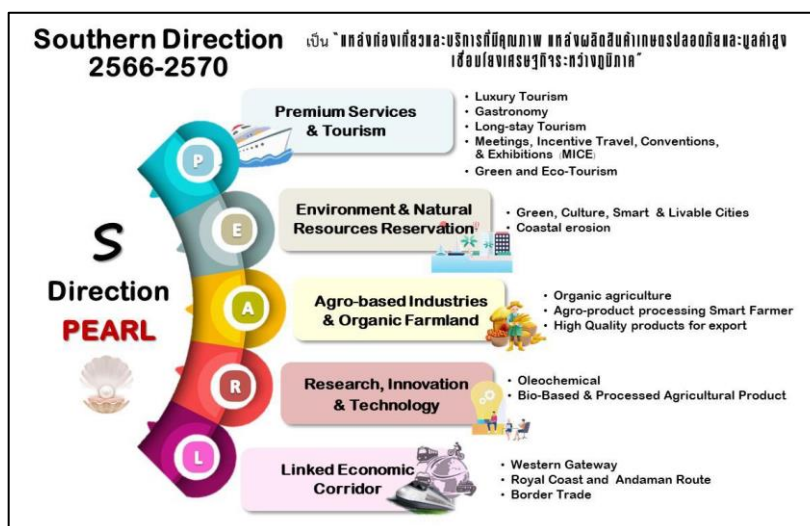 Southern Direction
2566-2570
เป็น "แหล่งท่องเที่ยวและบริการที่มีคุณภาพ แหล่งผลิตสินค้าเกษตรปลอดภัยและมูลค่าสูง
เชื่อมโยงเศรษฐกิจระหว่างภูมิภาค"
P
Premium Services
& Tourism
• Luxury Tourism
• Gastronomy
• Long-stay Tourism
• Meetings, Incentive Travel, Conventions,
& Exhibitions (MICE)
• Green and Eco-Tourism
S
Direction
PEARL
E
Environment & Natural
Resources Reservation
• Green, Culture, Smart & Livable Cities
• Coastal erosion
A
Agro-based Industries
& Organic Farmland
• Organic agriculture
• Agro-product processing Smart Farmer
• High Quality products for export
R
Research, Innovation
& Technology
• Oleochemical
• Bio-Based & Processed Agricultural Product
L
Linked Economic
Corridor
• Western Gateway
• Royal Coast and Andaman Route
• Border Trade